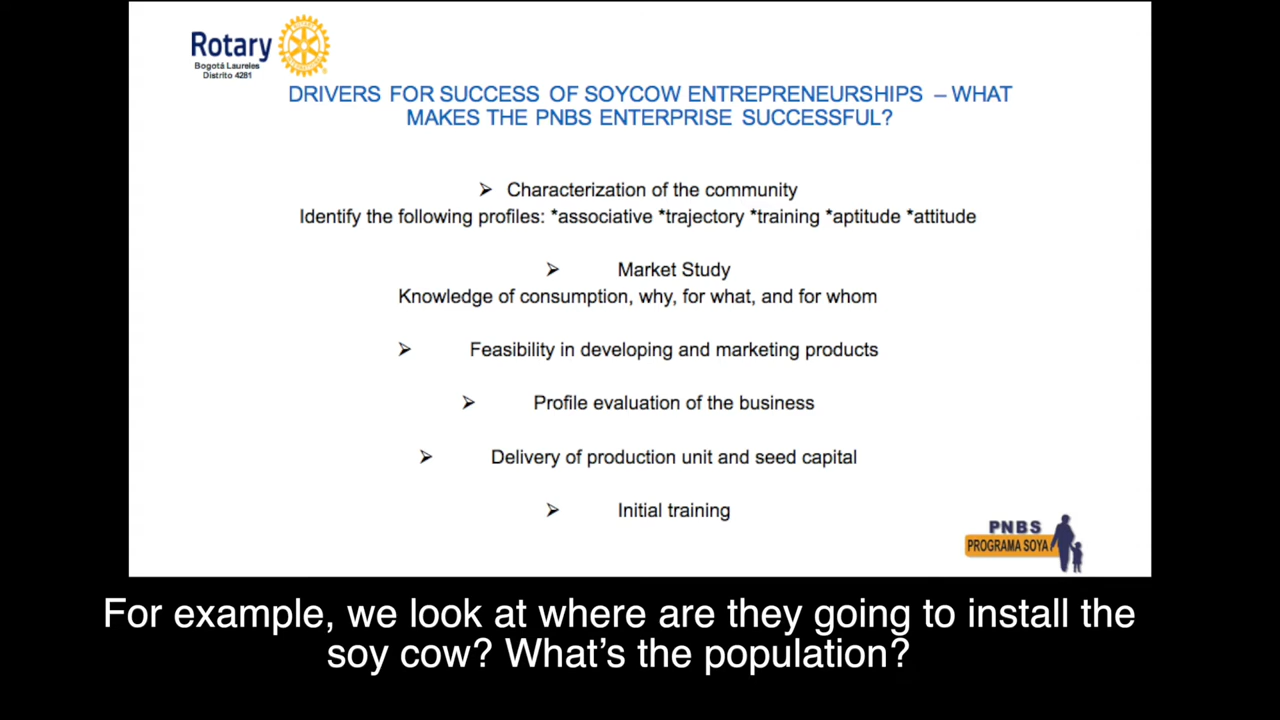 Rotary
Bogotá Laureles
Distrito 4281
DRIVERS FOR SUCCESS OF SOYCOW ENTREPRENEURSHIPS – WHAT
MAKES THE PNBS ENTERPRISE SUCCESSFUL?
➢ Characterization of the community
Identify the following profiles: *associative *trajectory *training *aptitude *attitude
➢ Market Study
Knowledge of consumption, why, for what, and for whom
➢ Feasibility in developing and marketing products
➢ Profile evaluation of the business
➢ Delivery of production unit and seed capital
➢ Initial training
PNBS
PROGRAMA SOYA
For example, we look at where are they going to install the
soy cow? What’s the population?